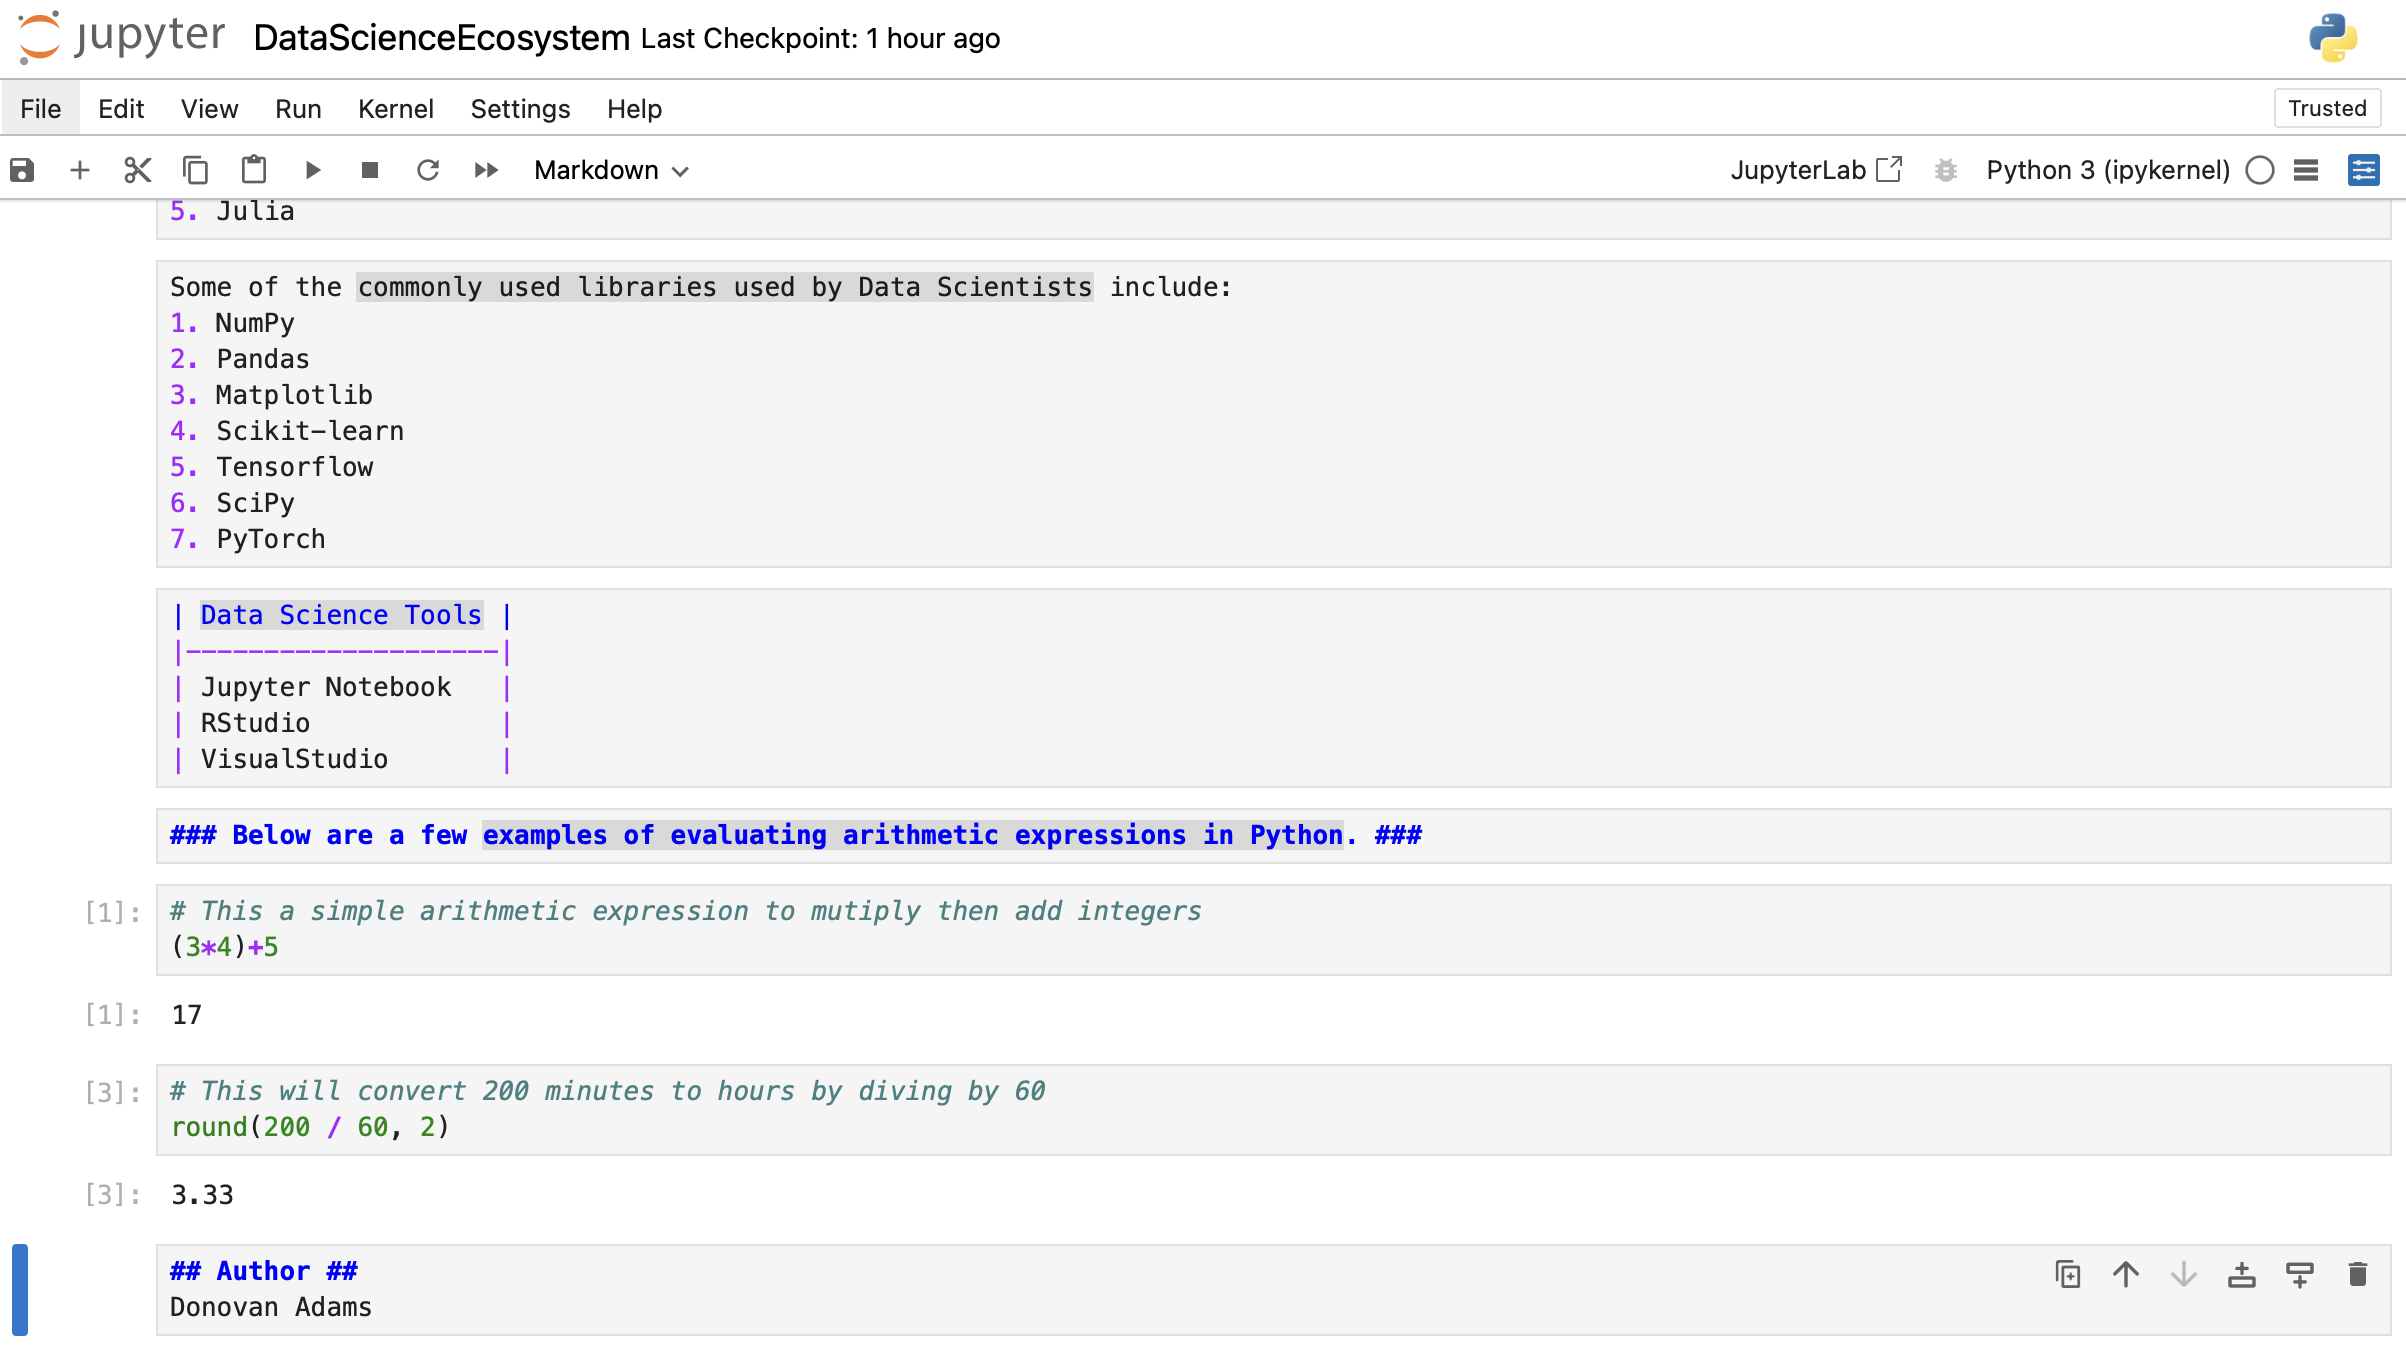 jupyter DataScienceEcosystem Last Checkpoint: 1 hour ago
File Edit View Run Kernel Settings Help Trusted
Markdown JupyterLab Python 3 (ipykernel)
5. Julia
Some of the commonly used libraries used by Data Scientists include:
1. NumPy
2. Pandas
3. Matplotlib
4. Scikit-learn
5. Tensorflow
6. SciPy
7. PyTorch
| Data Science Tools |
|--------------------|
| Jupyter Notebook   |
| RStudio            |
| VisualStudio       |
### Below are a few examples of evaluating arithmetic expressions in Python. ###
[1]: # This a simple arithmetic expression to mutiply then add integers
(3*4)+5
[1]: 17
[3]: # This will convert 200 minutes to hours by diving by 60
round(200 / 60, 2)
[3]: 3.33
## Author ##
Donovan Adams